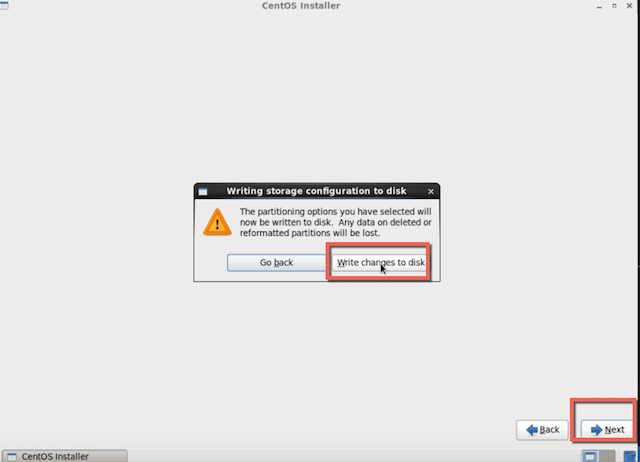 CentOS Installer
Writing storage configuration to disk
The partitioning options you have selected will
now be written to disk. Any data on deleted or
reformatted partitions will be lost.
Go back
Write changes to disk
Back
Next
CentOS Installer